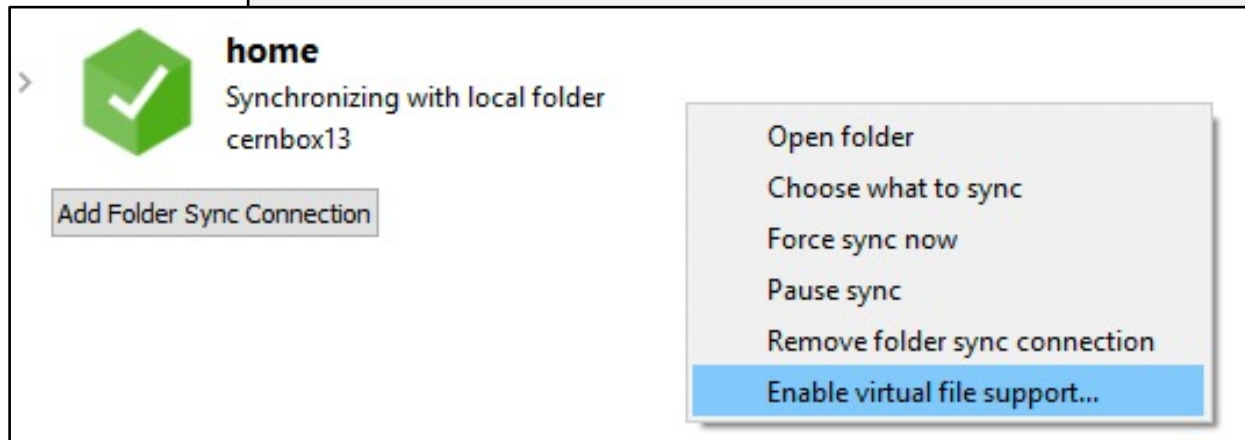 home
Synchronizing with local folder
cernbox13
Add Folder Sync Connection
Open folder
Choose what to sync
Force sync now
Pause sync
Remove folder sync connection
Enable virtual file support...